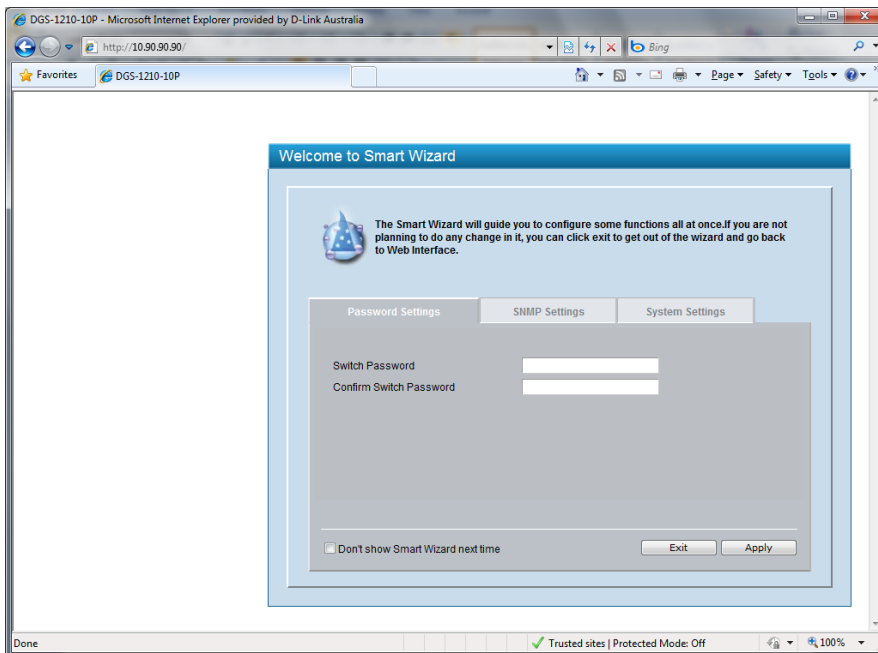 DGS-1210-10P - Microsoft Internet Explorer provided by D-Link Australia
http://10.90.90.90/
Bing
Favorites
DGS-1210-10P
Page
Safety
Tools
Welcome to Smart Wizard
The Smart Wizard will guide you to configure some functions all at once.If you are not
planning to do any change in it, you can click exit to get out of the wizard and go back
to Web Interface.
Password Settings
SNMP Settings
System Settings
Switch Password
Confirm Switch Password
Don't show Smart Wizard next time
Exit
Apply
Done
Trusted sites | Protected Mode: Off
100%